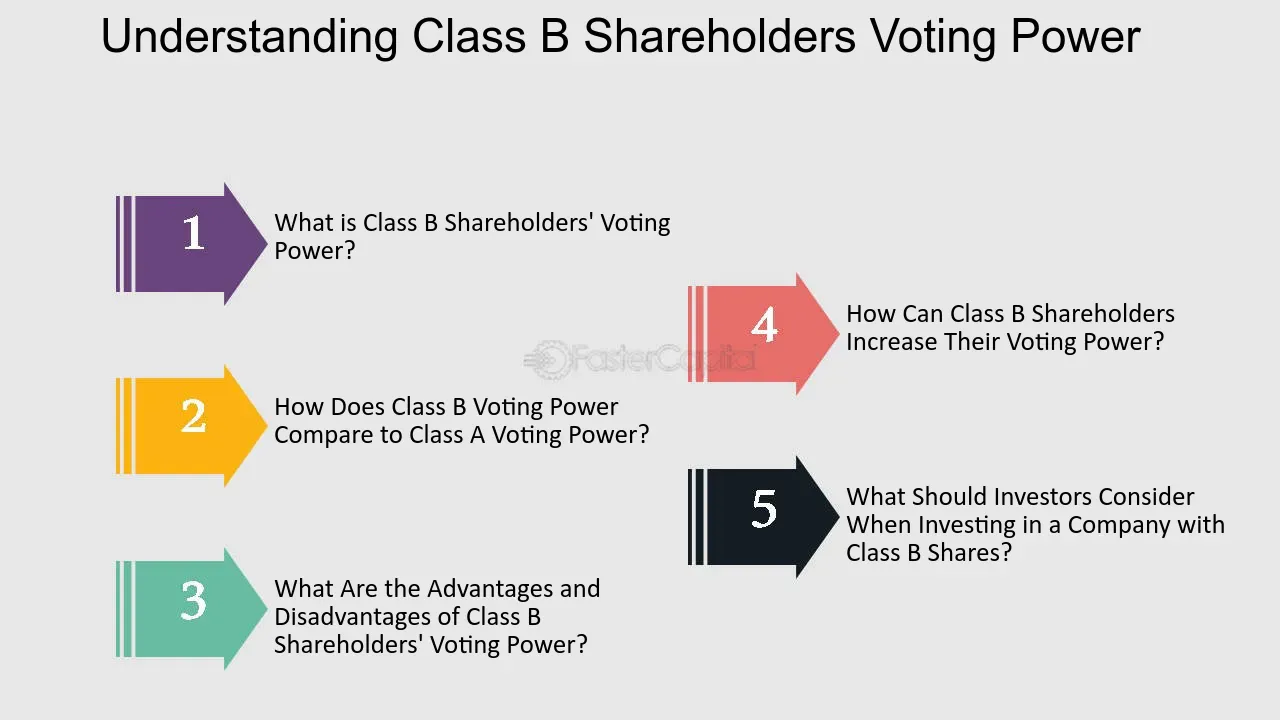 Understanding Class B Shareholders Voting Power
1
What is Class B Shareholders' Voting
Power?
2
How Does Class B Voting Power
Compare to Class A Voting Power?
3
What Are the Advantages and
Disadvantages of Class B
Shareholders' Voting Power?
4
How Can Class B Shareholders
Increase Their Voting Power?
5
What Should Investors Consider
When Investing in a Company with
Class B Shares?
FasterCapital